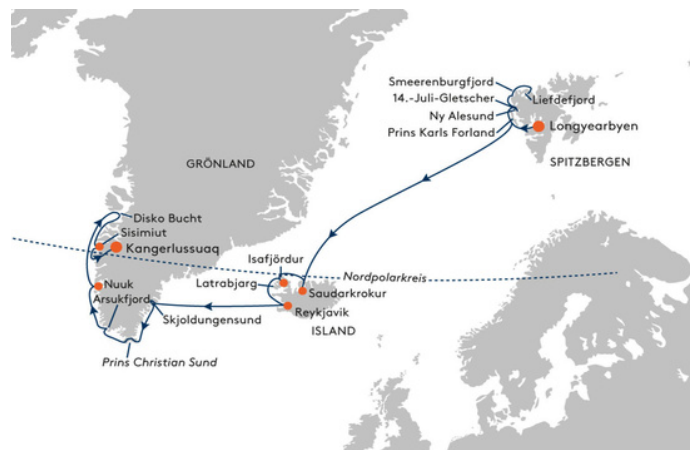 Smeerenburgfjord
14.-Juli-Gletscher
Liefdefjord
Ny Alesund
Prins Karls Forland
Longyearbyen
SPITZBERGEN
GRÖNLAND
Disko Bucht
Sisimiut
Kangerlussuaq
Isafjördur
Nordpolarkreis
Latrabjarg
Saudarkrokur
Nuuk
Arsukfjord
Skjoldungensund
Reykjavik
ISLAND
Prins Christian Sund